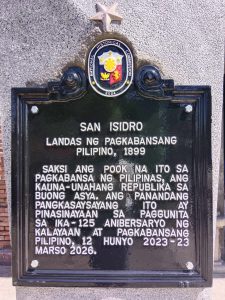 SAN ISIDRO
LANDAS NG PAGKABANSANG
PILIPINO, 1899
SAKSI ANG POOK NA ITO SA
PAGKABANSA NG PILIPINAS, ANG
KAUNA-UNAHANG REPUBLIKA SA
BUONG ASYA. ANG PANANDANG
PANGKASAYSAYANG ITO AY
PINASINAYAAN SA PAGGUNITA
SA IKA-125 ANIBERSARYO NG
KALAYAAN AT PAGKABANSANG
PILIPINO, 12 HUNYO 2023-23
MARSO 2026.